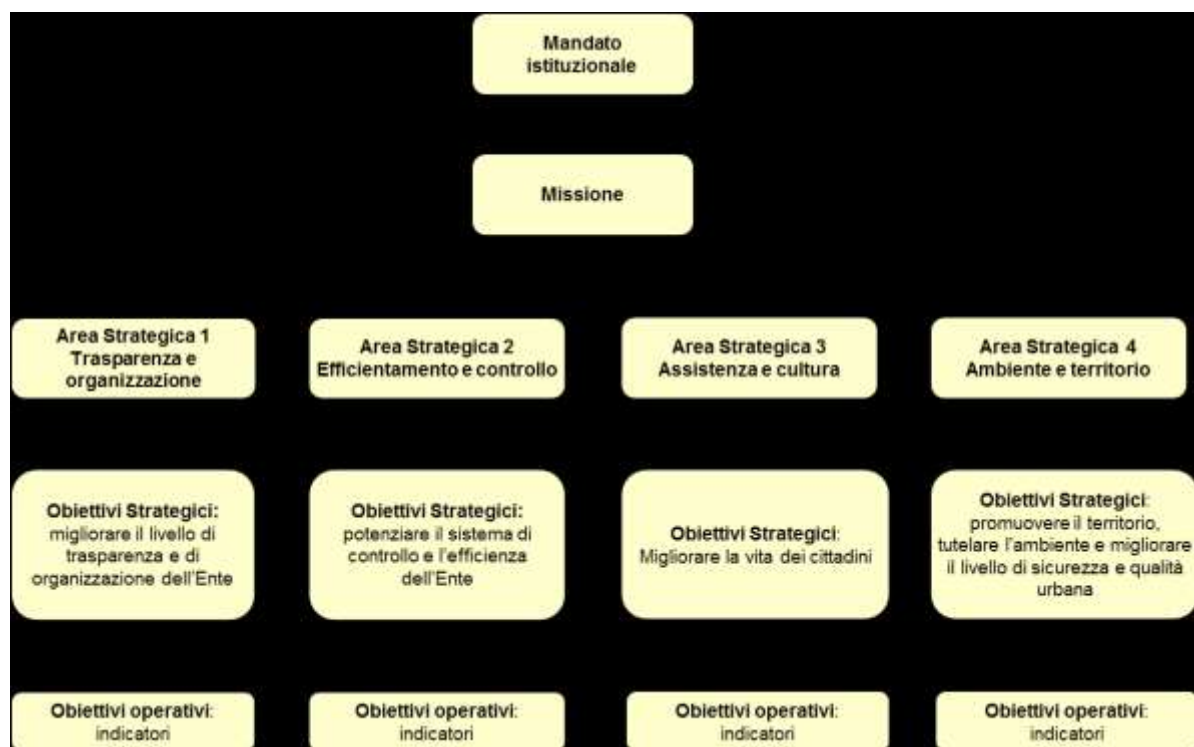 Mandato
istituzionale
Missione
Area Strategica 1
Trasparenza e
organizzazione
Area Strategica 2
Efficientamento e controllo
Area Strategica 3
Assistenza e cultura
Area Strategica 4
Ambiente e territorio
Obiettivi Strategici:
migliorare il livello di
trasparenza e di
organizzazione dell'Ente
Obiettivi Strategici:
potenziare il sistema di
controllo e l'efficienza
dell'Ente
Obiettivi Strategici:
Migliorare la vita dei cittadini
Obiettivi Strategici:
promuovere il territorio,
tutelare l'ambiente e migliorare
il livello di sicurezza e qualità
urbana
Obiettivi operativi:
indicatori
Obiettivi operativi:
indicatori
Obiettivi operativi:
indicatori
Obiettivi operativi:
indicatori